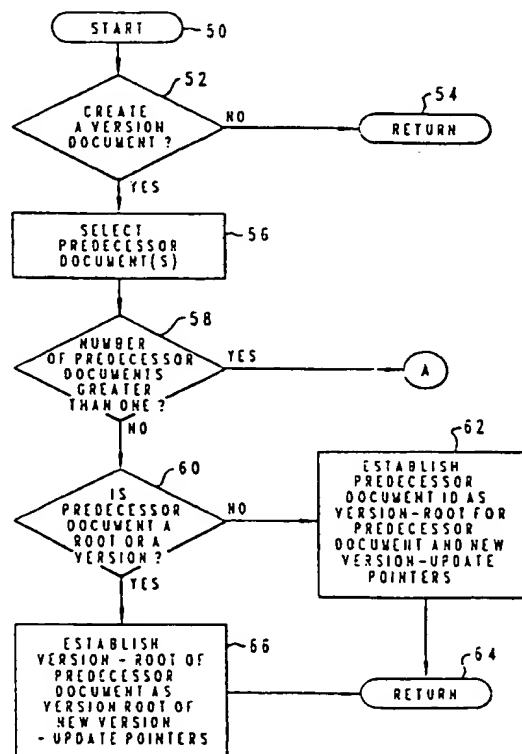 START
50
52
CREATE
A VERSION
DOCUMENT ?
NO
54
RETURN
YES
SELECT
PREDECESSOR
DOCUMENT(S)
56
58
NUMBER
OF PREDECESSOR
DOCUMENTS
GREATER
THAN ONE ?
YES
A
NO
60
IS
PREDECESSOR
DOCUMENT A
ROOT OR A
VERSION ?
NO
62
ESTABLISH
PREDECESSOR
DOCUMENT ID AS
VERSION-ROOT FOR
PREDECESSOR
DOCUMENT AND NEW
VERSION-UPDATE
POINTERS
YES
ESTABLISH
VERSION - ROOT OF
PREDECESSOR
DOCUMENT AS
VERSION ROOT OF
NEW VERSION
- UPDATE POINTERS
66
64
RETURN